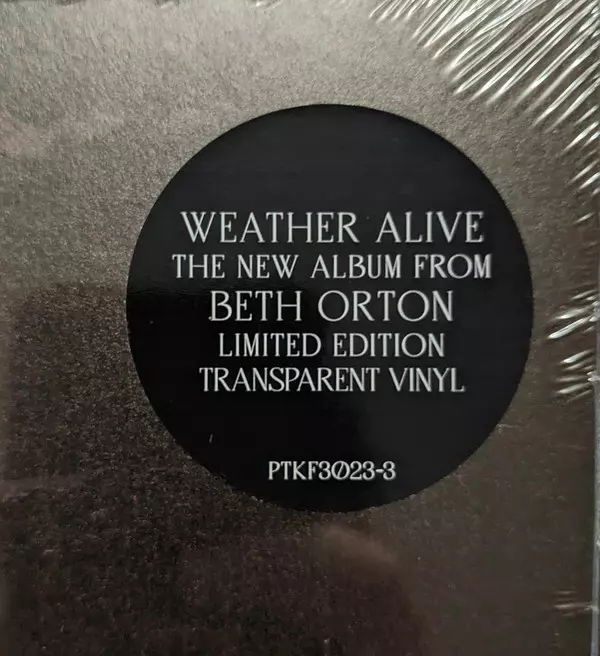 WEATHER ALIVE
THE NEW ALBUM FROM
BETH ORTON
LIMITED EDITION
TRANSPARENT VINYL
PTKF3023-3